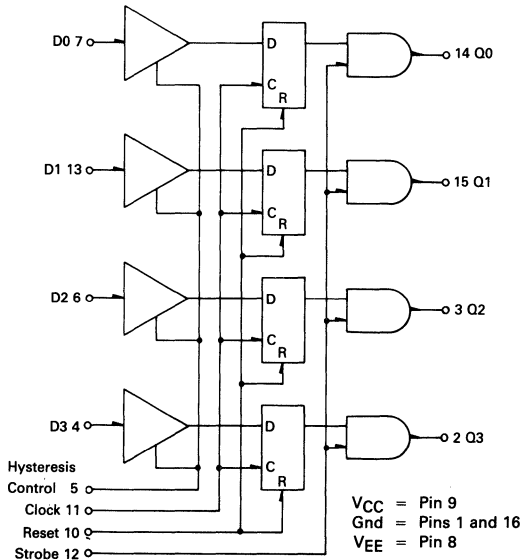 D0 7
D
C
R
14 Q0
D1 13
D
C
R
15 Q1
D2 6
D
C
R
3 Q2
D3 4
D
C
R
2 Q3
Hysteresis
Control 5
Clock 11
Reset 10
Strobe 12
VCC = Pin 9
Gnd = Pins 1 and 16
VEE = Pin 8